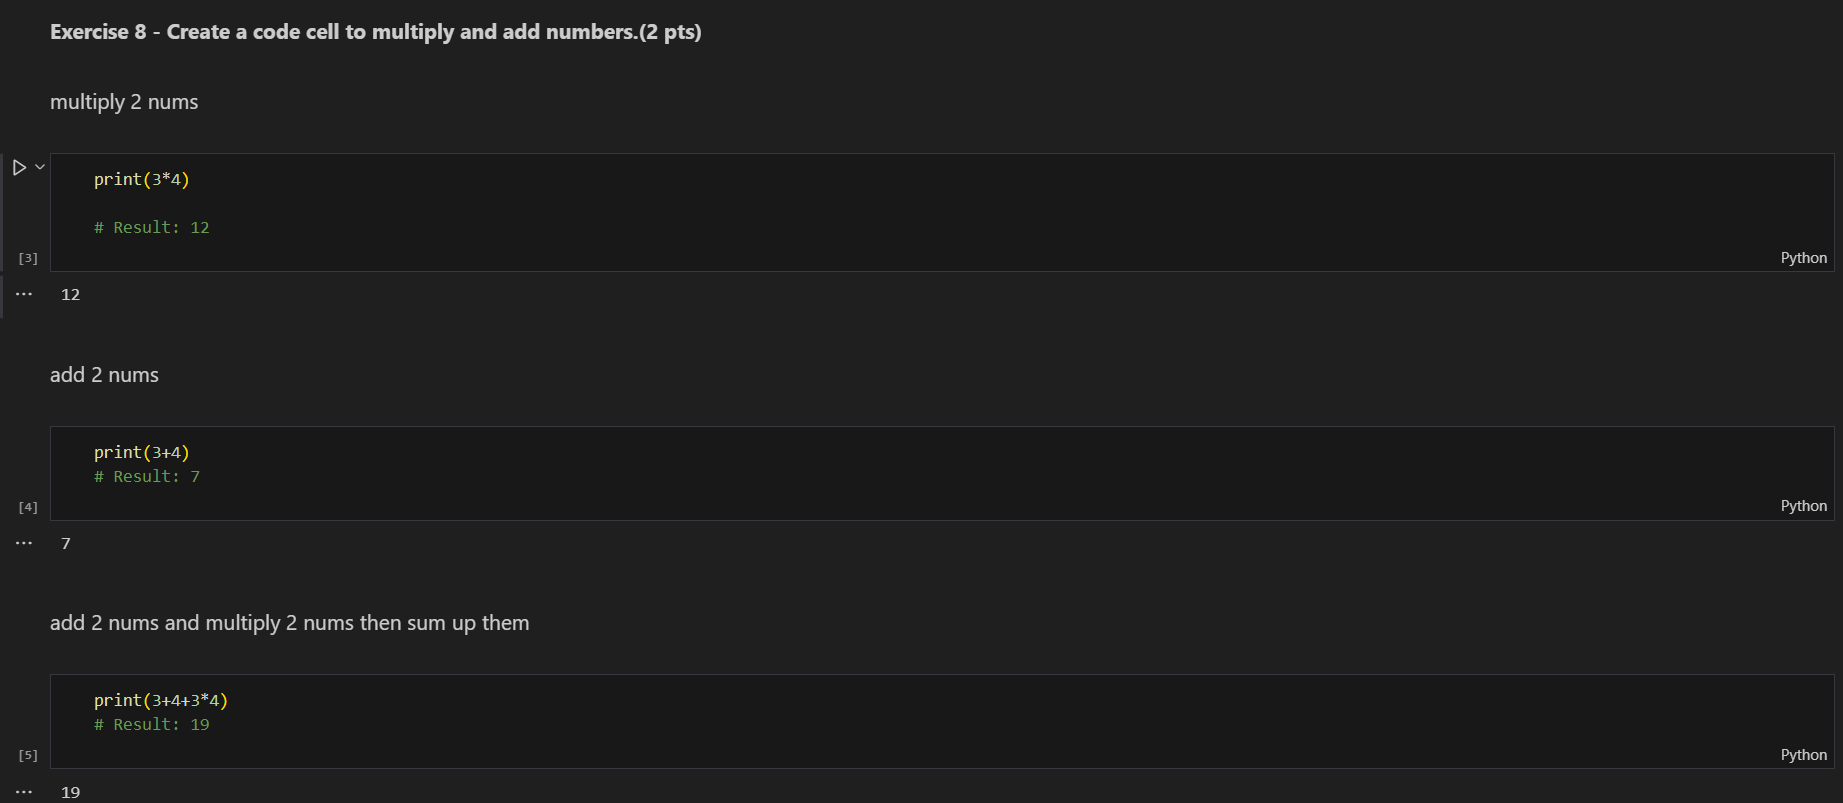 Exercise 8 - Create a code cell to multiply and add numbers.(2 pts)
multiply 2 nums
print(3*4)
# Result: 12
[3]
Python
12
add 2 nums
print(3+4)
# Result: 7
[4]
Python
7
add 2 nums and multiply 2 nums then sum up them
print(3+4+3*4)
# Result: 19
[5]
Python
19